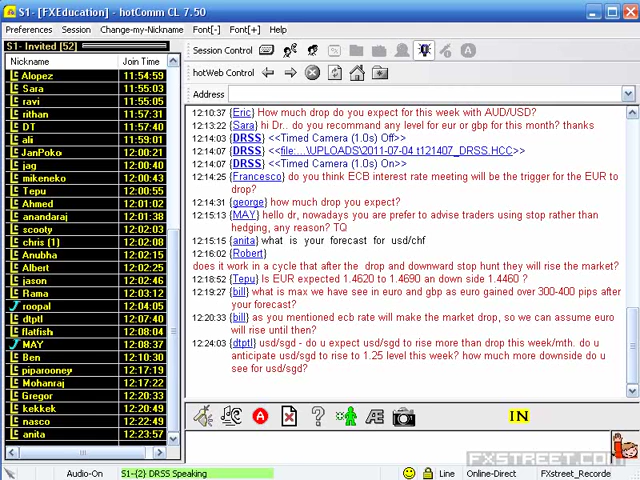 S1- [FXEducation] - hotComm CL 7.50
Preferences Session Change-my-Nickname Font[-] Font[+] Help
S1- Invited [52]
Nickname Join Time
Alopez 11:54:59
Sara 11:55:03
ravi 11:55:05
rithan 11:57:31
DT 11:57:44
ali 11:59:01
JanPoko 12:00:24
jag 12:00:40
mikeneko 12:00:43
Tepu 12:00:55
Ahmed 12:01:02
anandaraj 12:01:38
scooty 12:02:03
chris {1} 12:02:08
Anubha 12:02:15
Albert 12:02:25
jason 12:02:46
Rama 12:03:12
roopal 12:04:05
dtptl 12:07:40
flatfish 12:08:04
MAY 12:08:37
Ben 12:10:30
piparooney 12:17:19
Mohanraj 12:17:22
Gregor 12:20:33
kekkek 12:20:49
nasco 12:22:49
anita 12:23:57
Session Control
hotWeb Control
Address
12:10:37 {Eric} How much drop do you expect for this week with AUD/USD?
12:13:22 {Sara} hi Dr.. do you recommand any level for eur or gbp for this month? thanks
12:14:07 {DRSS} <<Timed Camera (1.0s) Off>>
12:14:07 {DRSS} <<file:...\UPLOADS\2011-07-04 t121407_DRSS.HCC>>
12:14:07 {DRSS} <<Timed Camera (1.0s) On>>
12:14:25 {Francesco} do you think ECB interest rate meeting will be the trigger for the EUR to
drop?
12:14:31 {george} how much drop you expect?
12:15:13 {MAY} hello dr, nowadays you are prefer to advise traders using stop rather than
hedging, any reason? TQ
12:15:15 {anita} what is your forecast for usd/chf
12:16:02 {Robert}
does it work in a cycle that after the drop and downward stop hunt they will rise the market?
12:18:52 {Tepu} Is EUR expected 1.4620 to 1.4690 an down side 1.4460 ?
12:19:27 {bill} what is max we have see in euro and gbp as euro gained over 300-400 pips after
your forecast?
12:20:33 {bill} as you mentioned ecb rate will make the market drop, so we can assume euro
will rise until then?
12:24:03 {dtptl} usd/sgd - do u expect usd/sgd to rise more than drop this week/mth. do u
anticipate usd/sgd to rise to 1.25 level this week? how much more downside do u
see for usd/sgd?
IN
FXSTREET.COM
Audio-On S1-{2} DRSS Speaking Line Online-Direct FXstreet_Recorde